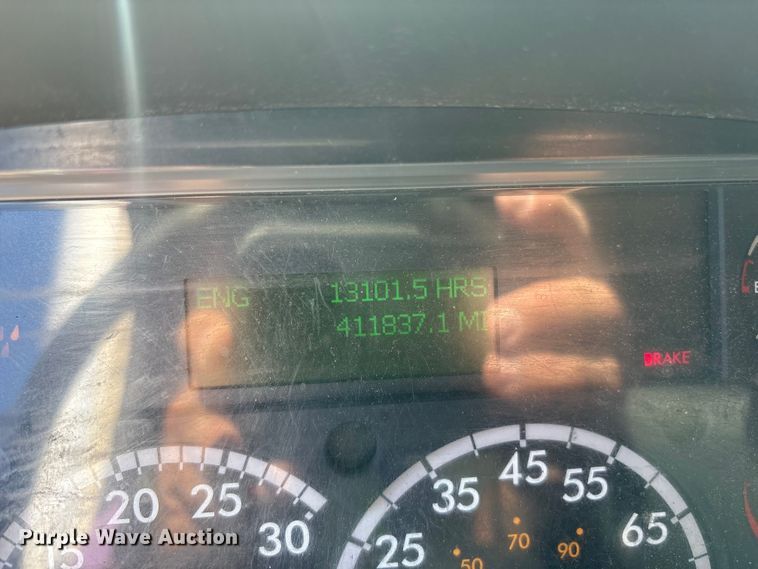 ENG 13101.5 HRS
411837.1 MI
BRAKE
15 20 25 30
25 35 45 55 65
50 70 90
Purple Wave Auction